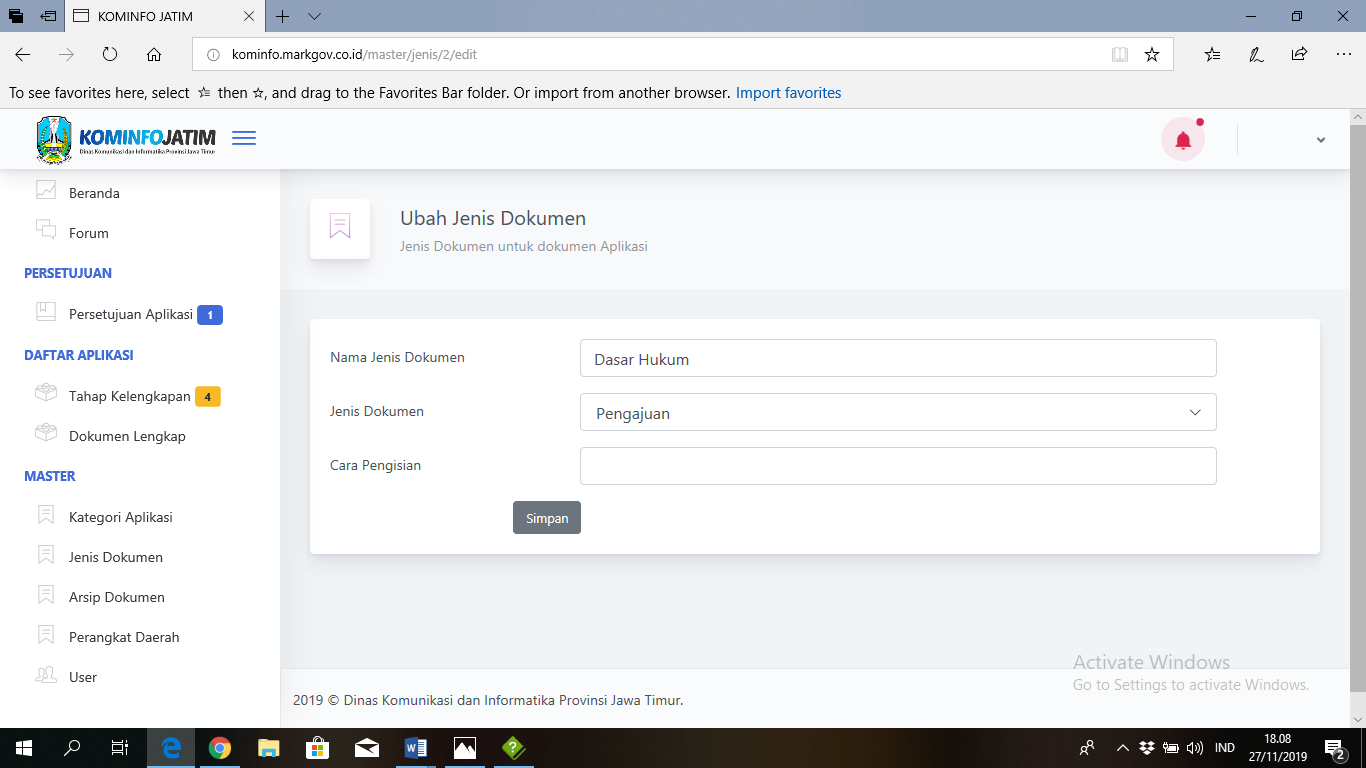 KOMINFO JATIM
kominfo.markgov.co.id/master/jenis/2/edit
To see favorites here, select then , and drag to the Favorites Bar folder. Or import from another browser. Import favorites
KOMINFOJATIM
Dinas Komunikasi dan Informatika Provinsi Jawa Timur
Beranda
Forum
PERSETUJUAN
Persetujuan Aplikasi 1
DAFTAR APLIKASI
Tahap Kelengkapan 4
Dokumen Lengkap
MASTER
Kategori Aplikasi
Jenis Dokumen
Arsip Dokumen
Perangkat Daerah
User
Ubah Jenis Dokumen
Jenis Dokumen untuk dokumen Aplikasi
Nama Jenis Dokumen Dasar Hukum
Jenis Dokumen Pengajuan
Cara Pengisian
Simpan
Activate Windows
Go to Settings to activate Windows.
2019 © Dinas Komunikasi dan Informatika Provinsi Jawa Timur.
IND
18.08
27/11/2019
2